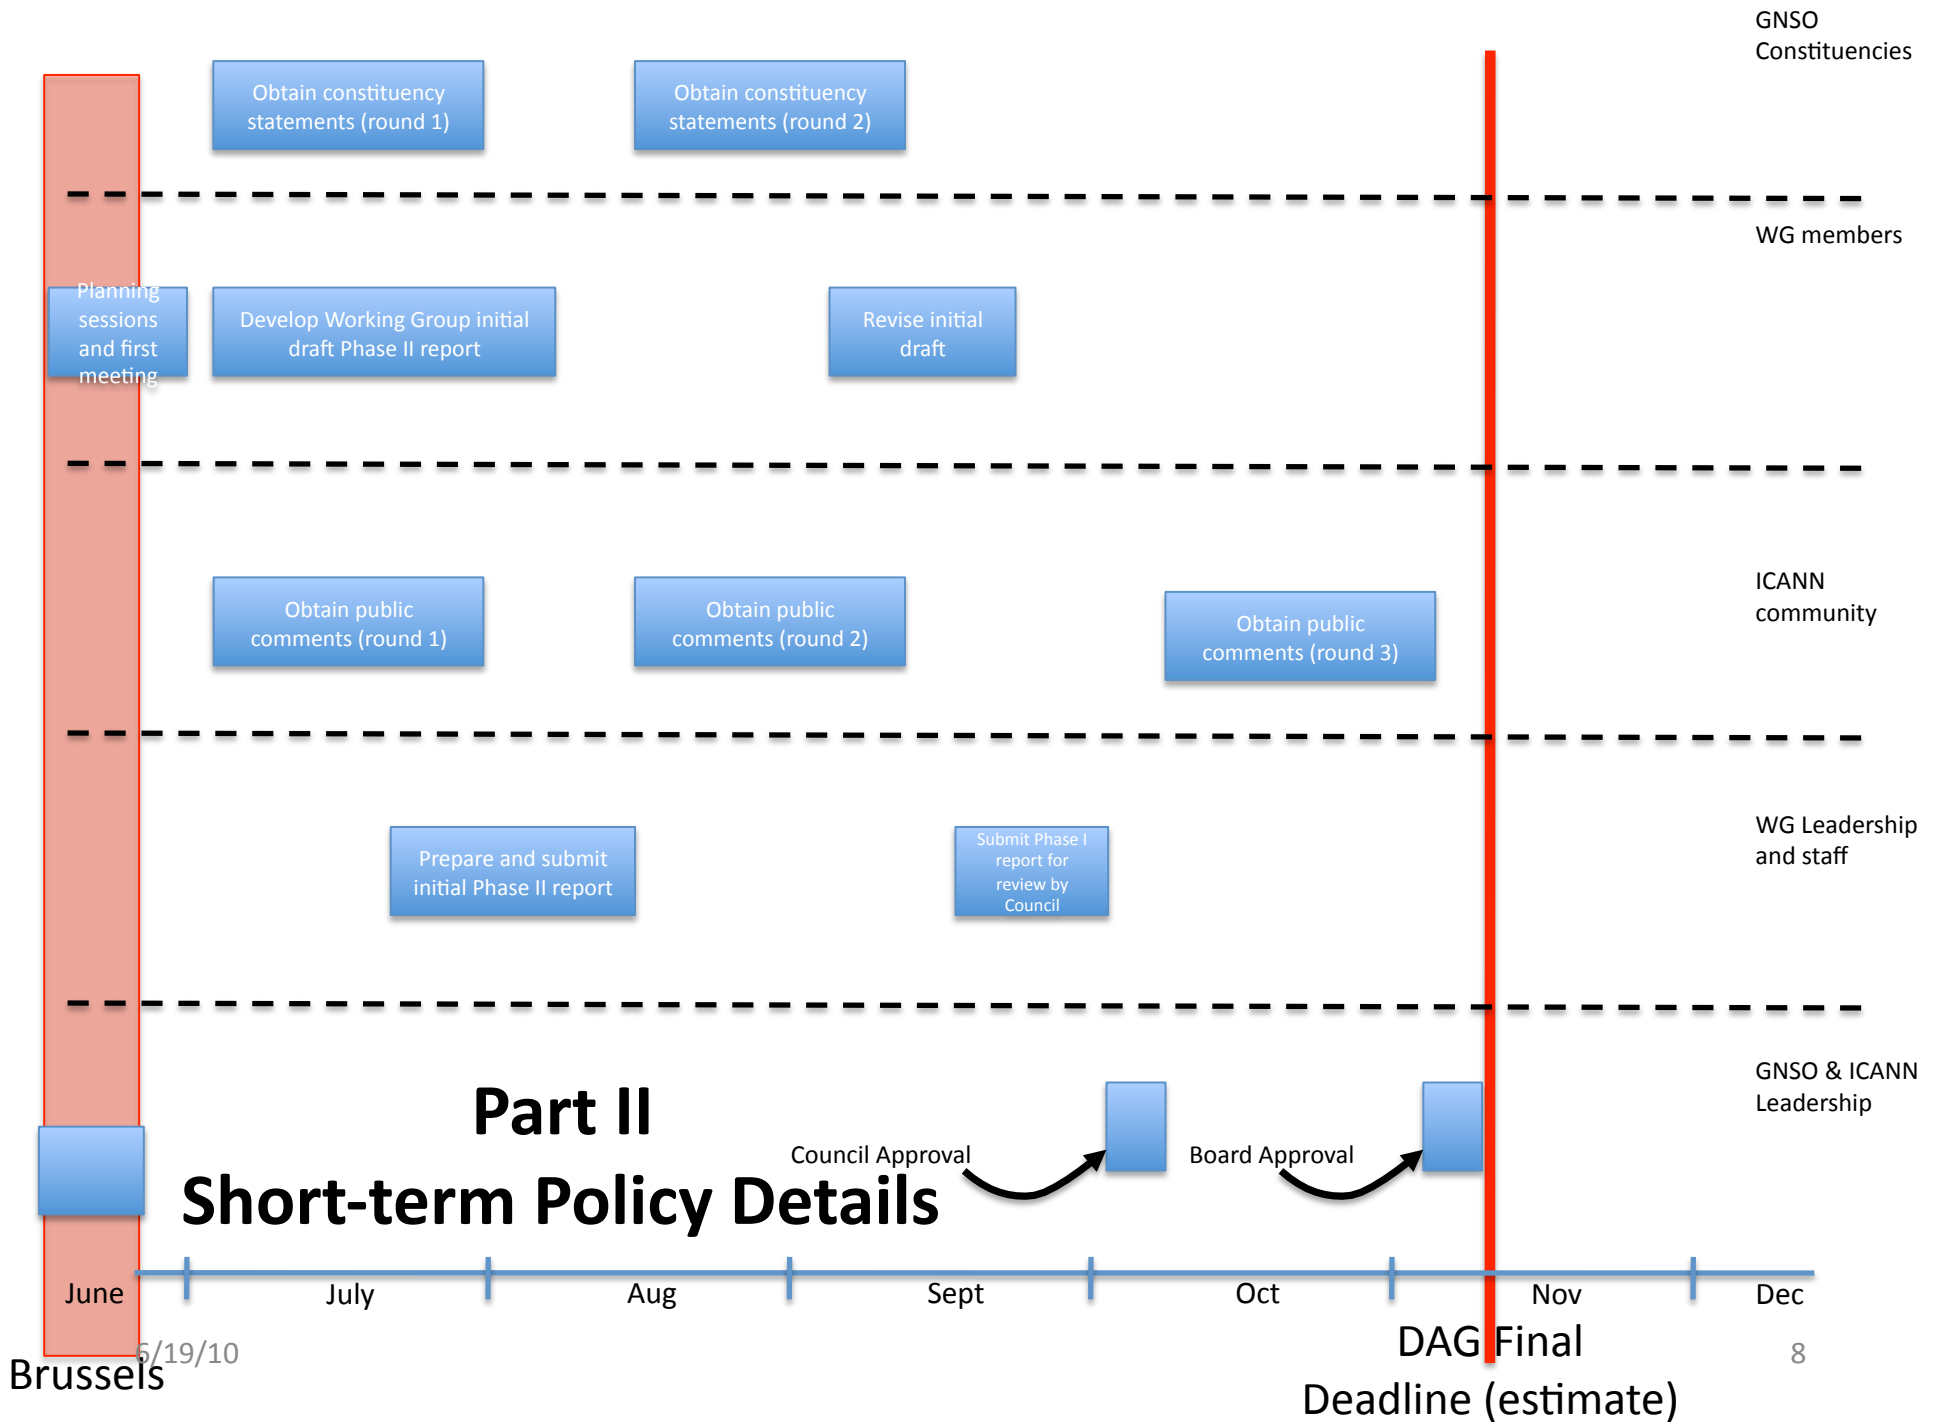 GNSO
Constituencies
Obtain constituency
statements (round 1)
Obtain constituency
statements (round 2)
WG members
Planning
sessions
and first
meeting
Develop Working Group initial
draft Phase II report
Revise initial
draft
ICANN
community
Obtain public
comments (round 1)
Obtain public
comments (round 2)
Obtain public
comments (round 3)
WG Leadership
and staff
Prepare and submit
initial Phase II report
Submit Phase I
report for
review by
Council
GNSO & ICANN
Leadership
Part II
Short-term Policy Details
Council Approval
Board Approval
June
July
Aug
Sept
Oct
Nov
Dec
Brussels
6/19/10
DAG Final
Deadline (estimate)
8